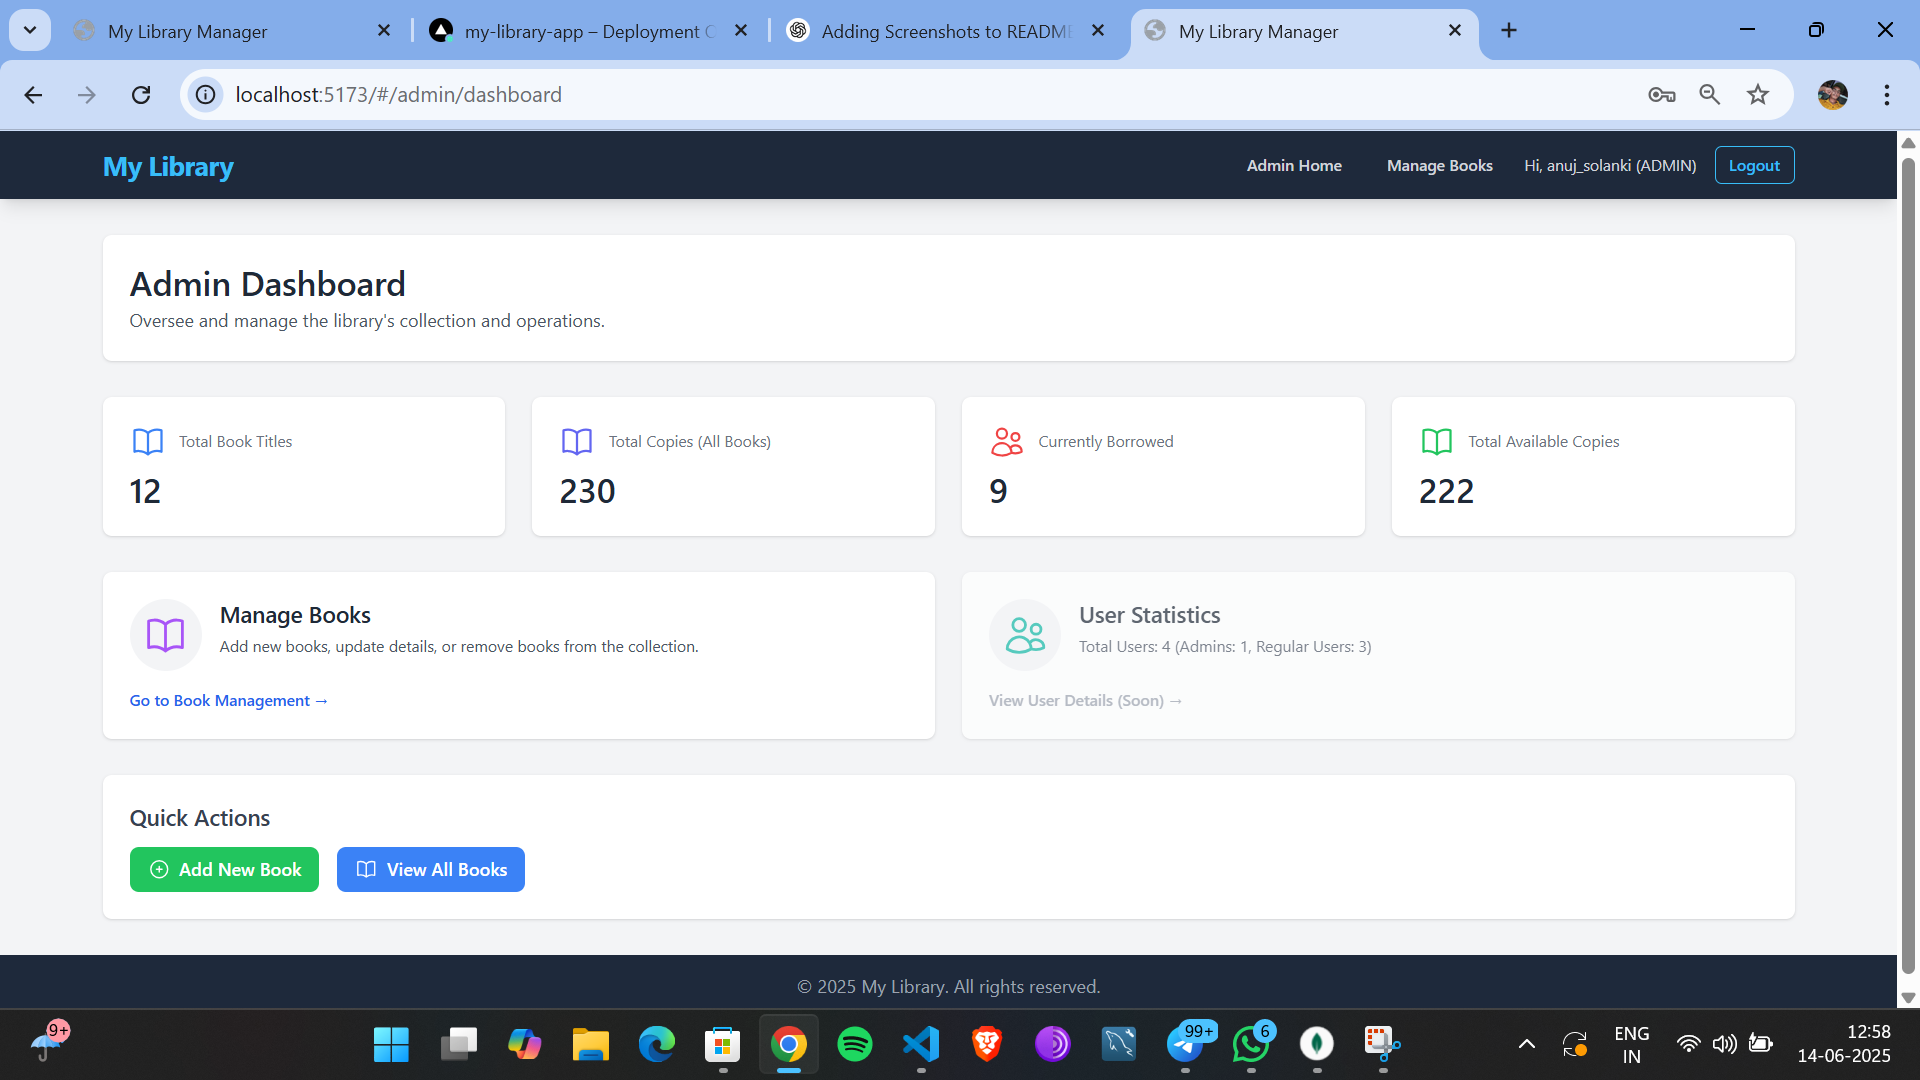 My Library Manager
my-library-app – Deployment
Adding Screenshots to README
My Library Manager
localhost:5173/#/admin/dashboard
My Library
Admin Home
Manage Books
Hi, anuj_solanki (ADMIN)
Logout
Admin Dashboard
Oversee and manage the library's collection and operations.
Total Book Titles
12
Total Copies (All Books)
230
Currently Borrowed
9
Total Available Copies
222
Manage Books
Add new books, update details, or remove books from the collection.
Go to Book Management →
User Statistics
Total Users: 4 (Admins: 1, Regular Users: 3)
View User Details (Soon) →
Quick Actions
Add New Book
View All Books
© 2025 My Library. All rights reserved.
9+
99+
6
ENG
IN
12:58
14-06-2025